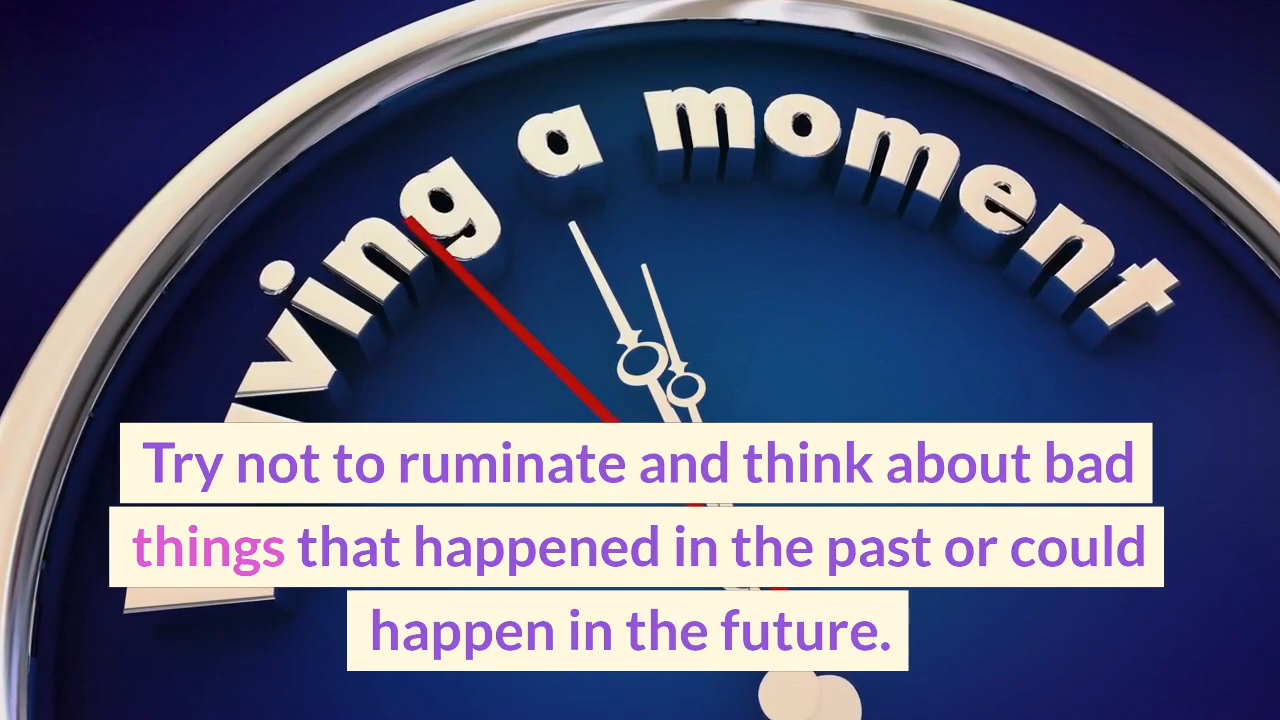 ving a moment
Try not to ruminate and think about bad
things that happened in the past or could
happen in the future.